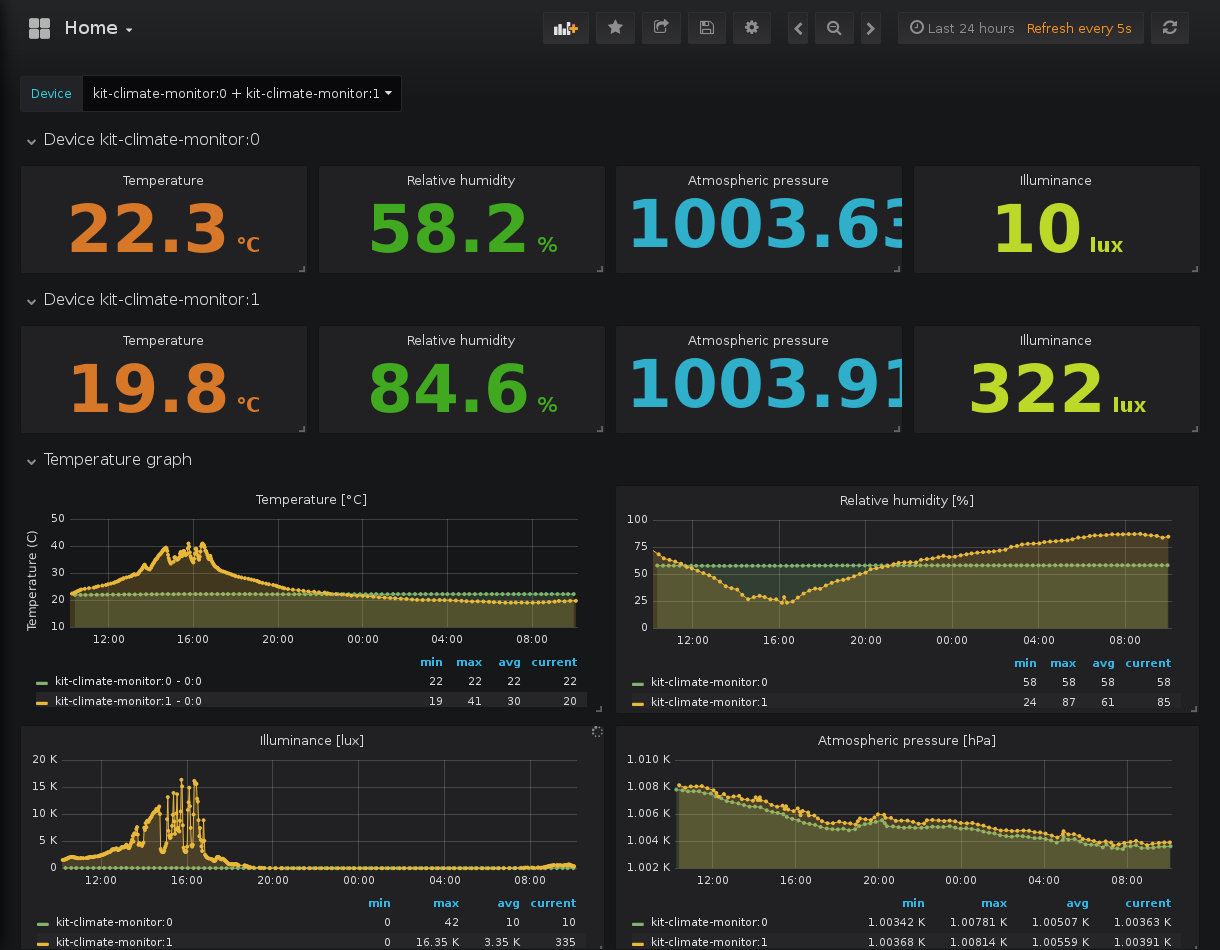 Home
Last 24 hours Refresh every 5s
Device kit-climate-monitor:0 + kit-climate-monitor:1
Device kit-climate-monitor:0
Temperature Relative humidity Atmospheric pressure Illuminance
22.3 °C 58.2 % 1003.63 10 lux
Device kit-climate-monitor:1
Temperature Relative humidity Atmospheric pressure Illuminance
19.8 °C 84.6 % 1003.91 322 lux
Temperature graph
Temperature [°C]
Temperature (C)
50
40
30
20
10
12:00 16:00 20:00 00:00 04:00 08:00
min max avg current
kit-climate-monitor:0 - 0:0 22 22 22 22
kit-climate-monitor:1 - 0:0 19 41 30 20
Relative humidity [%]
100
75
50
25
0
12:00 16:00 20:00 00:00 04:00 08:00
min max avg current
kit-climate-monitor:0 58 58 58 58
kit-climate-monitor:1 24 87 61 85
Illuminance [lux]
20 K
15 K
10 K
5 K
0
12:00 16:00 20:00 00:00 04:00 08:00
min max avg current
kit-climate-monitor:0 0 42 10 10
kit-climate-monitor:1 0 16.35 K 3.35 K 335
Atmospheric pressure [hPa]
1.010 K
1.008 K
1.006 K
1.004 K
1.002 K
12:00 16:00 20:00 00:00 04:00 08:00
min max avg current
kit-climate-monitor:0 1.00342 K 1.00781 K 1.00507 K 1.00363 K
kit-climate-monitor:1 1.00368 K 1.00814 K 1.00559 K 1.00391 K